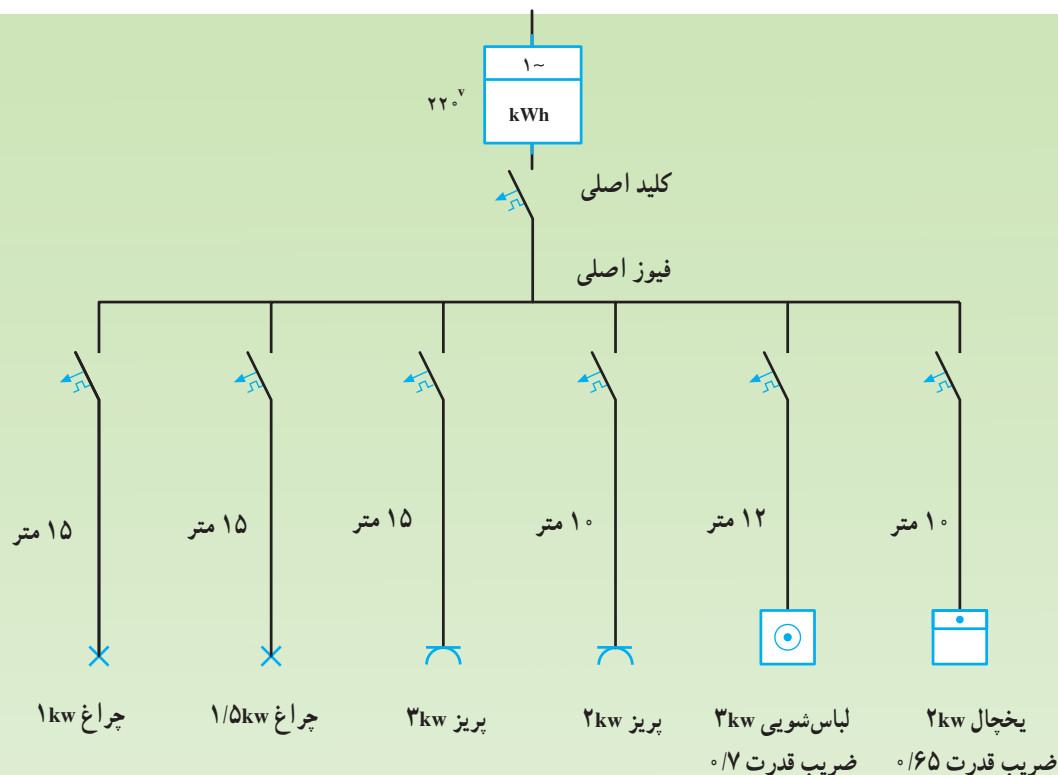 ۱~
۲۲۰v
kWh
کلید اصلی
فیوز اصلی
۱۰ متر
۱۲ متر
۱۰ متر
۱۵ متر
۱۵ متر
۱۵ متر
یخچال ۲kw
ضریب قدرت ۰/۶۵
لباس‌شویی ۳kw
ضریب قدرت ۰/۷
پریز ۲kw
پریز ۳kw
چراغ ۱/۵kw
چراغ ۱kw